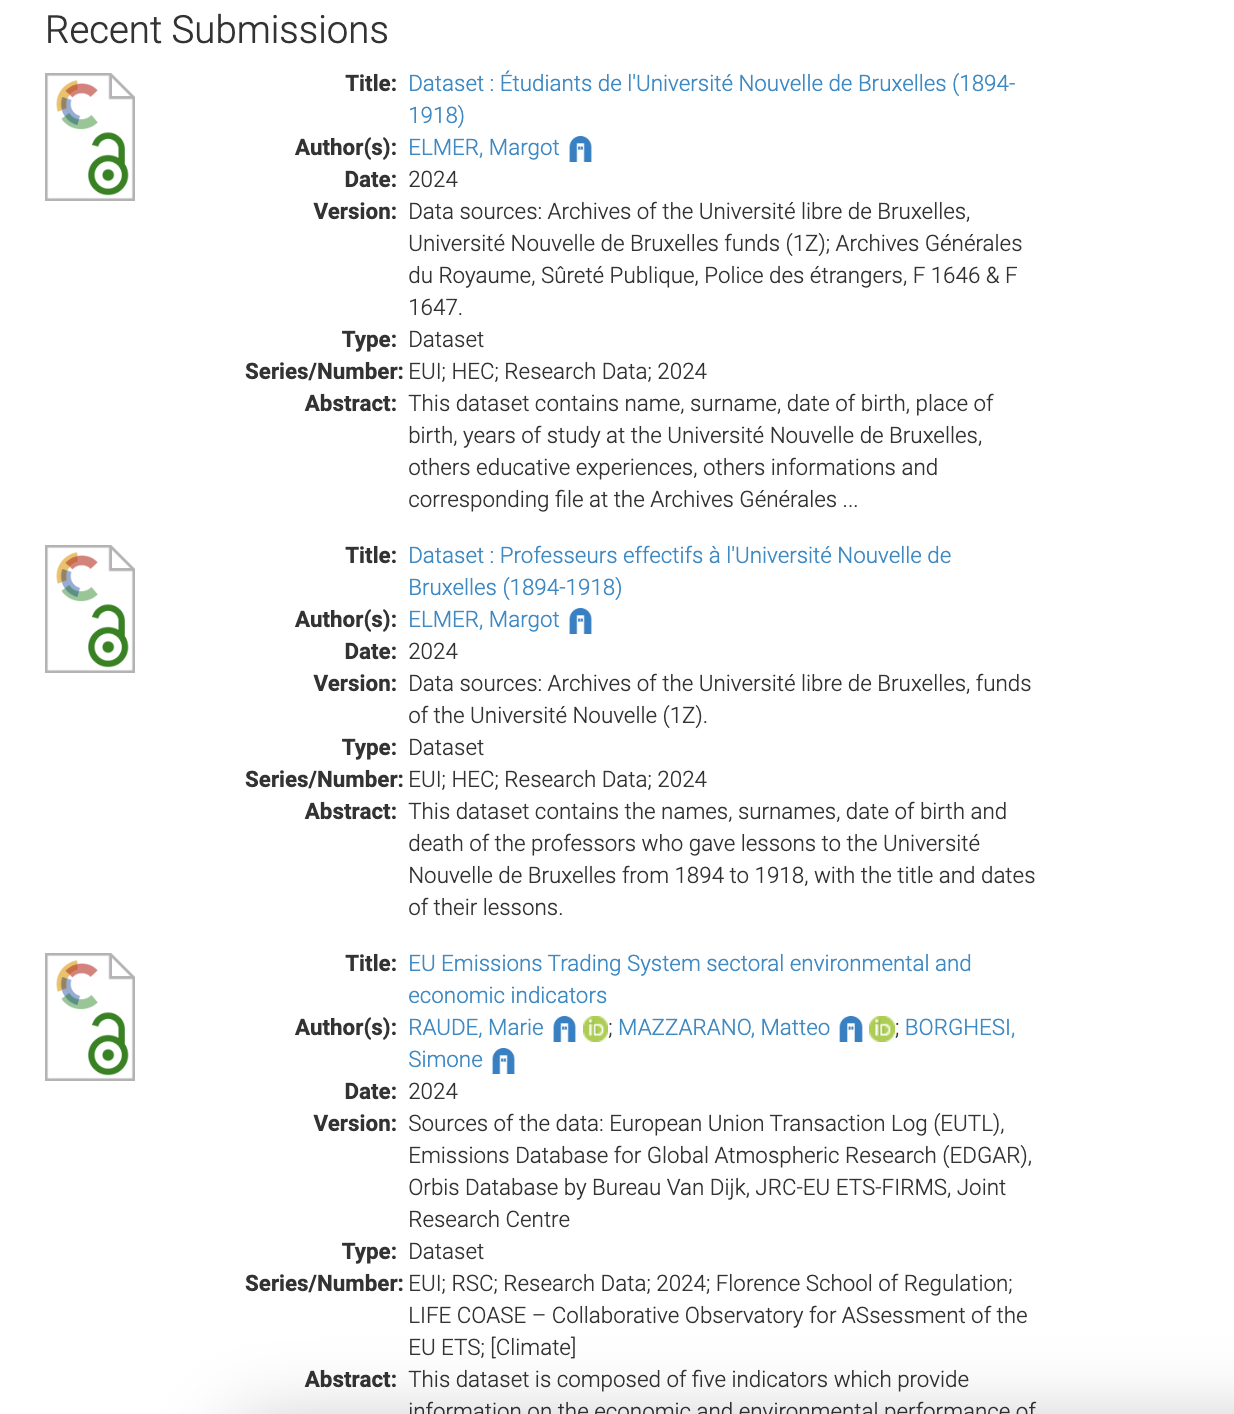 Recent Submissions
Title: Dataset : Étudiants de l'Université Nouvelle de Bruxelles (1894-
1918)
Author(s): ELMER, Margot
Date: 2024
Version: Data sources: Archives of the Université libre de Bruxelles,
Université Nouvelle de Bruxelles funds (1Z); Archives Générales
du Royaume, Sûreté Publique, Police des étrangers, F 1646 & F
1647.
Type: Dataset
Series/Number: EUI; HEC; Research Data; 2024
Abstract: This dataset contains name, surname, date of birth, place of
birth, years of study at the Université Nouvelle de Bruxelles,
others educative experiences, others informations and
corresponding file at the Archives Générales ...
Title: Dataset : Professeurs effectifs à l'Université Nouvelle de
Bruxelles (1894-1918)
Author(s): ELMER, Margot
Date: 2024
Version: Data sources: Archives of the Université libre de Bruxelles, funds
of the Université Nouvelle (1Z).
Type: Dataset
Series/Number: EUI; HEC; Research Data; 2024
Abstract: This dataset contains the names, surnames, date of birth and
death of the professors who gave lessons to the Université
Nouvelle de Bruxelles from 1894 to 1918, with the title and dates
of their lessons.
Title: EU Emissions Trading System sectoral environmental and
economic indicators
Author(s): RAUDE, Marie iD; MAZZARANO, Matteo iD; BORGHESI,
Simone
Date: 2024
Version: Sources of the data: European Union Transaction Log (EUTL),
Emissions Database for Global Atmospheric Research (EDGAR),
Orbis Database by Bureau Van Dijk, JRC-EU ETS-FIRMS, Joint
Research Centre
Type: Dataset
Series/Number: EUI; RSC; Research Data; 2024; Florence School of Regulation;
LIFE COASE – Collaborative Observatory for ASsessment of the
EU ETS; [Climate]
Abstract: This dataset is composed of five indicators which provide
information on the economic and environmental performance of